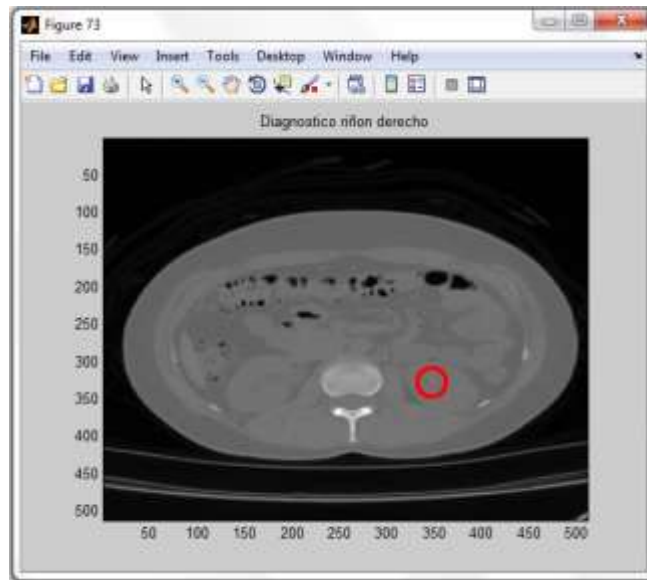 Figure 73
File Edit View Insert Tools Desktop Window Help
Diagnostico riñon derecho
50
100
150
200
250
300
350
400
450
500
50 100 150 200 250 300 350 400 450 500